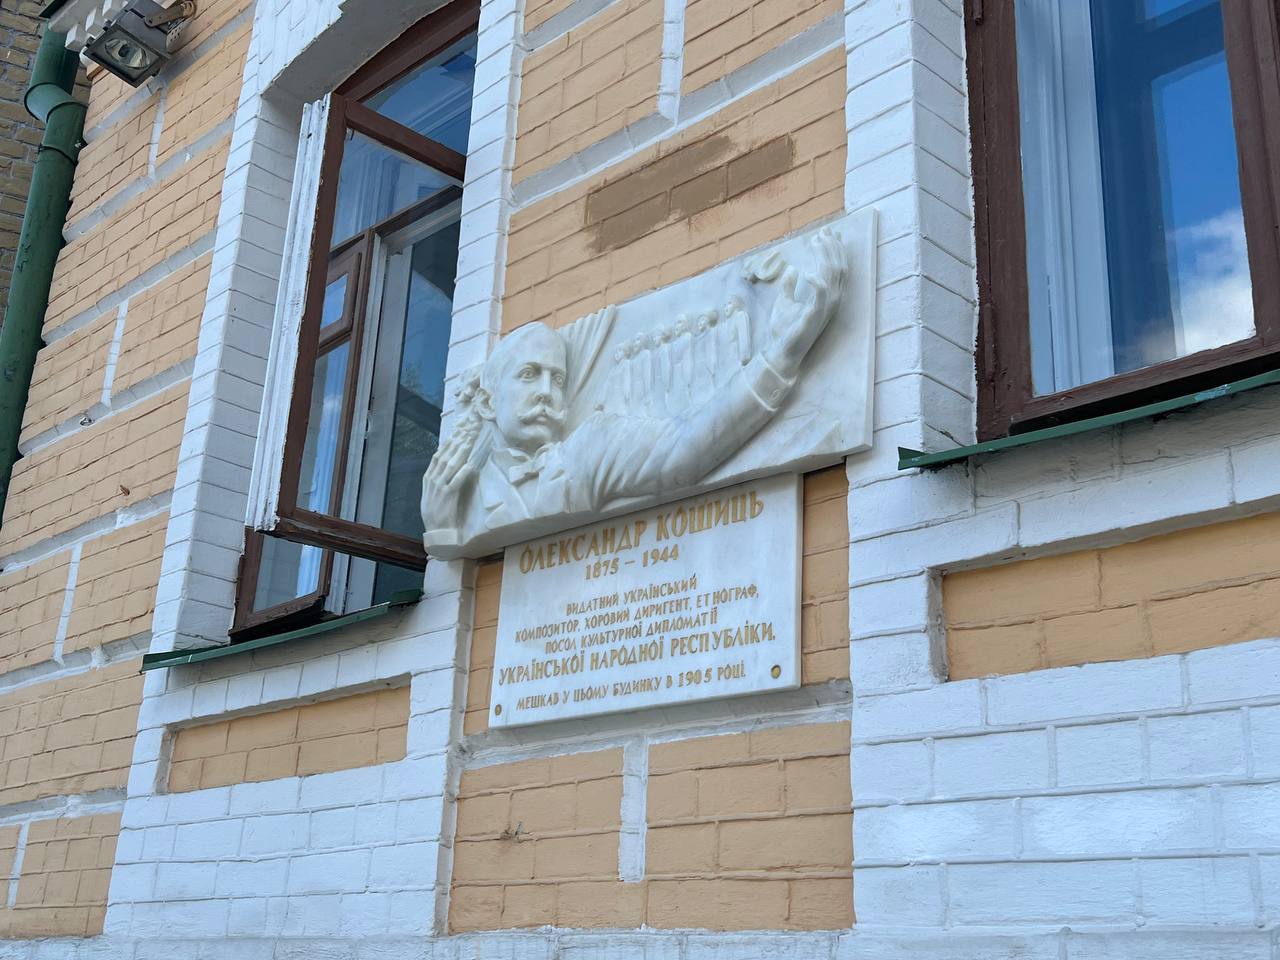 ОЛЕКСАНДР КОШИЦЬ
1875 – 1944
ВИДАТНИЙ УКРАЇНСЬКИЙ
КОМПОЗИТОР, ХОРОВИЙ ДИРИГЕНТ, ЕТНОГРАФ,
ПОСОЛ КУЛЬТУРНОЇ ДИПЛОМАТІЇ
УКРАЇНСЬКОЇ НАРОДНОЇ РЕСПУБЛІКИ.
МЕШКАВ У ЦЬОМУ БУДИНКУ В 1905 РОЦІ.